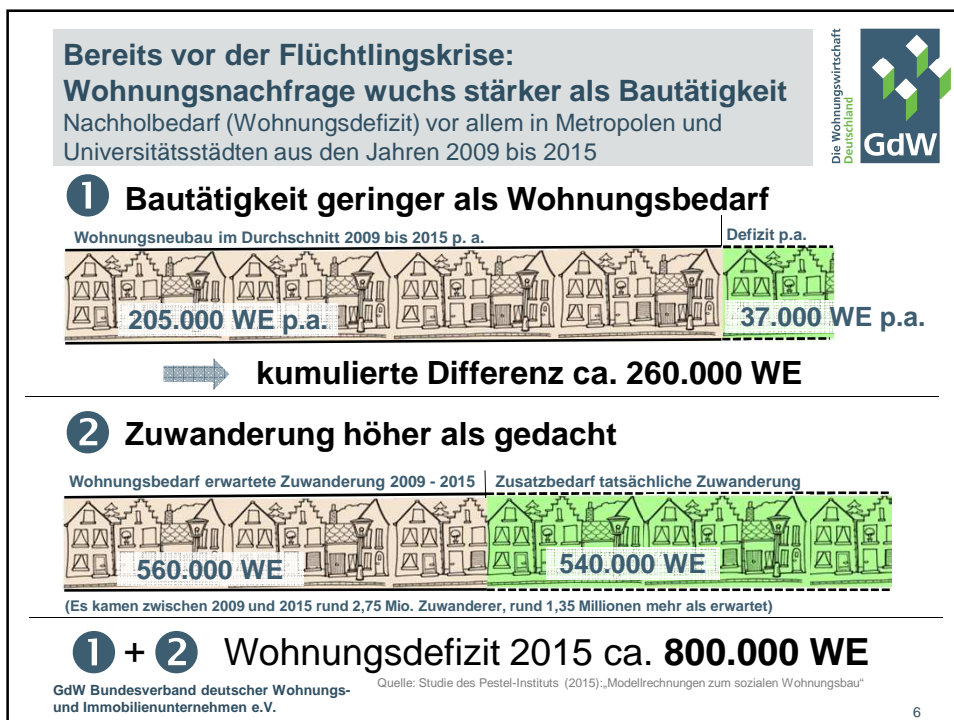 Bereits vor der Flüchtlingskrise:
Wohnungsnachfrage wuchs stärker als Bautätigkeit
Nachholbedarf (Wohnungsdefizit) vor allem in Metropolen und
Universitätsstädten aus den Jahren 2009 bis 2015
Die Wohnungswirtschaft
Deutschland
GdW
1 Bautätigkeit geringer als Wohnungsbedarf
Wohnungsneubau im Durchschnitt 2009 bis 2015 p. a.
Defizit p.a.
205.000 WE p.a.
37.000 WE p.a.
kumulierte Differenz ca. 260.000 WE
2 Zuwanderung höher als gedacht
Wohnungsbedarf erwartete Zuwanderung 2009 - 2015
Zusatzbedarf tatsächliche Zuwanderung
560.000 WE
540.000 WE
(Es kamen zwischen 2009 und 2015 rund 2,75 Mio. Zuwanderer, rund 1,35 Millionen mehr als erwartet)
1 + 2 Wohnungsdefizit 2015 ca. 800.000 WE
Quelle: Studie des Pestel-Instituts (2015):„Modellrechnungen zum sozialen Wohnungsbau“
GdW Bundesverband deutscher Wohnungs-
und Immobilienunternehmen e.V.
6